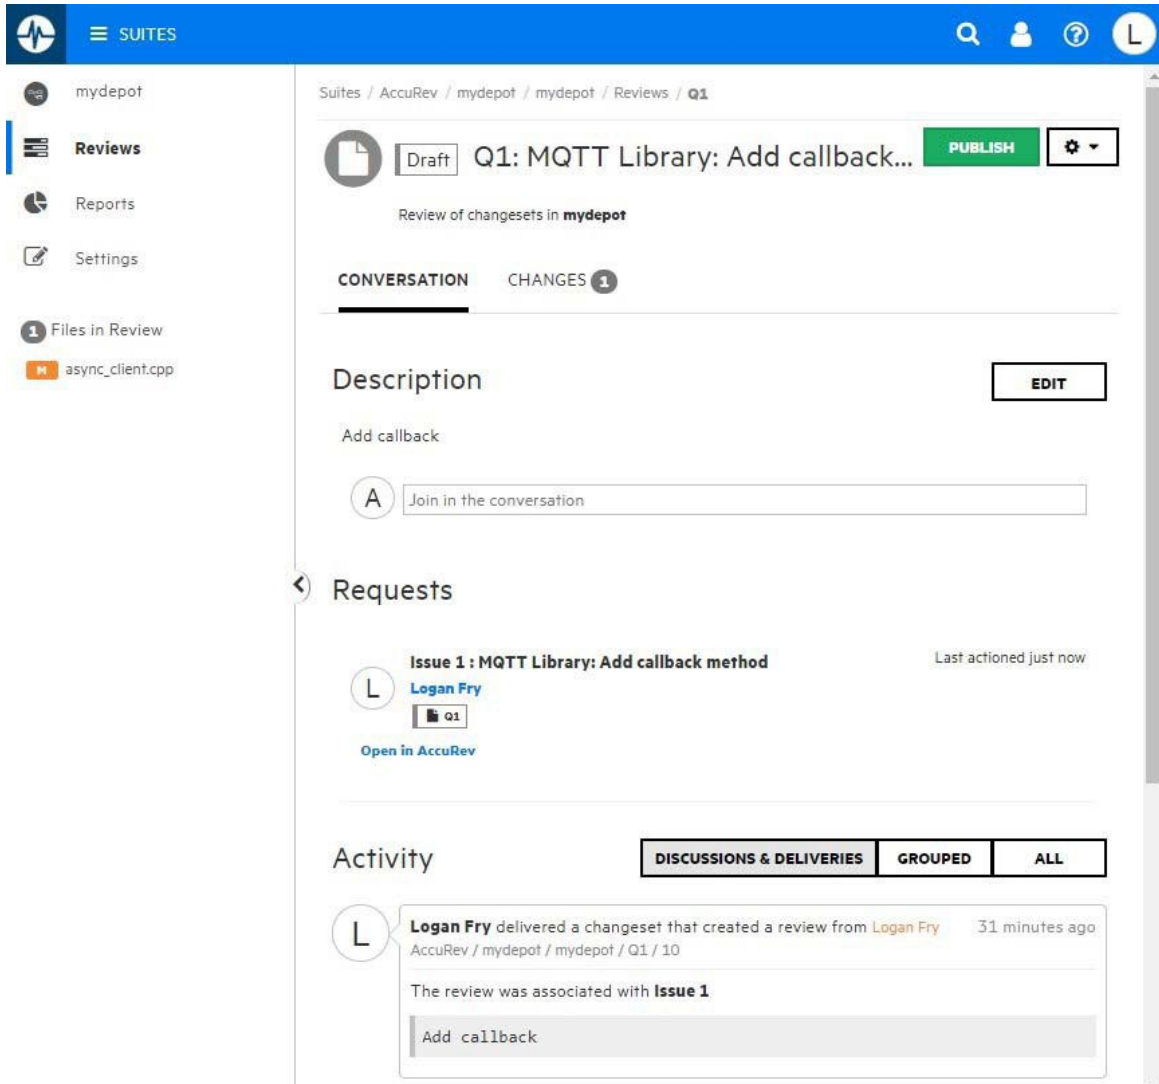 SUITES
L
mydepot
Reviews
Reports
Settings
1 Files in Review
M async_client.cpp
Suites / AccuRev / mydepot / mydepot / Reviews / Q1
Draft Q1: MQTT Library: Add callback...
PUBLISH
Review of changesets in mydepot
CONVERSATION CHANGES 1
Description
EDIT
Add callback
A Join in the conversation
Requests
Issue 1 : MQTT Library: Add callback method Last actioned just now
L Logan Fry
Q1
Open in AccuRev
Activity DISCUSSIONS & DELIVERIES GROUPED ALL
L Logan Fry delivered a changeset that created a review from Logan Fry 31 minutes ago
AccuRev / mydepot / mydepot / Q1 / 10
The review was associated with Issue 1
Add callback